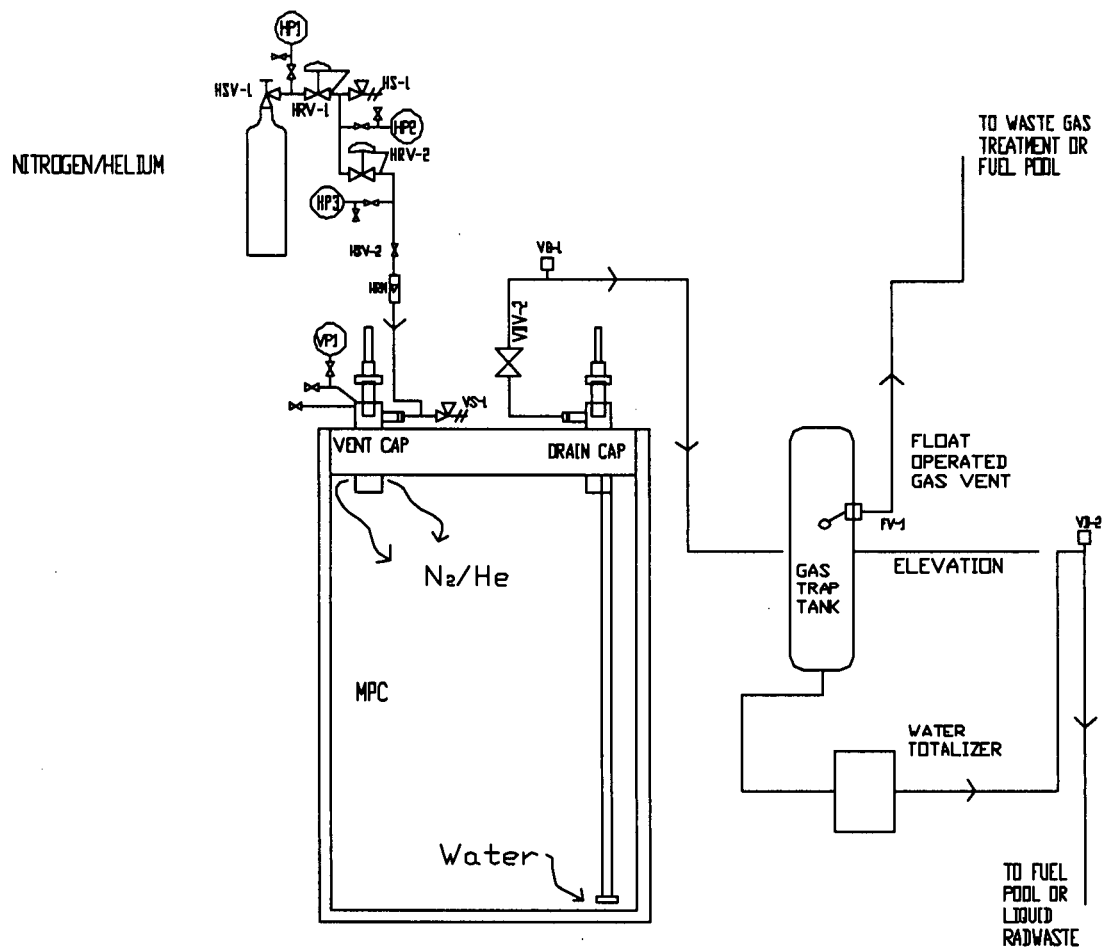 HP1
HSV-1
HRV-1
HS-1
HP2
NITROGEN/HELIUM
HRV-2
HP3
HSV-2
HRM
VB-1
VDV-2
VP1
VS-1
VENT CAP
DRAIN CAP
N₂/He
MPC
Water
TO WASTE GAS
TREATMENT OR
FUEL POOL
FLOAT
OPERATED
GAS VENT
FV-1
ELEVATION
GAS
TRAP
TANK
WATER
TOTALIZER
TO FUEL
POOL OR
LIQUID
RADWASTE